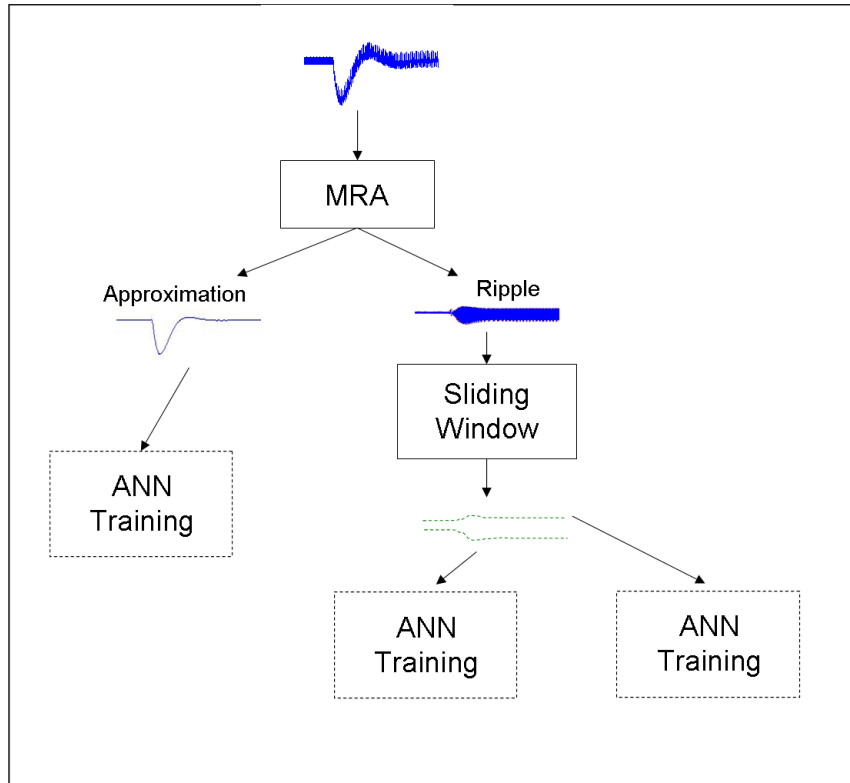 MRA
Approximation
Ripple
Sliding
Window
ANN
Training
ANN
Training
ANN
Training